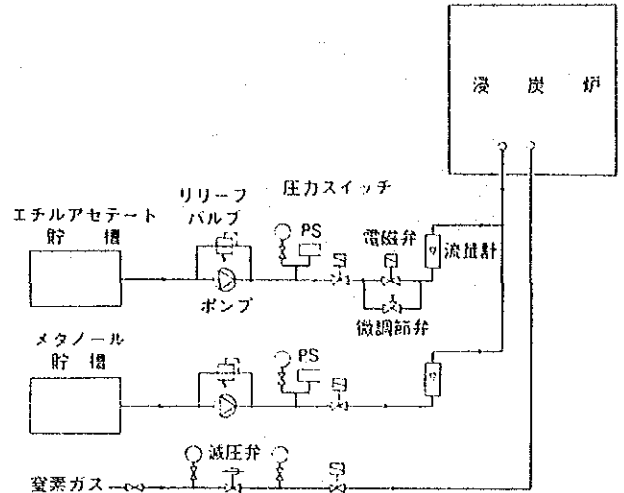 浸炭炉
リリーフ
バルブ
圧力スイッチ
エチルアセテート
貯槽
PS
電磁弁
流量計
ポンプ
微調節弁
メタノール
貯槽
PS
減圧弁
窒素ガス